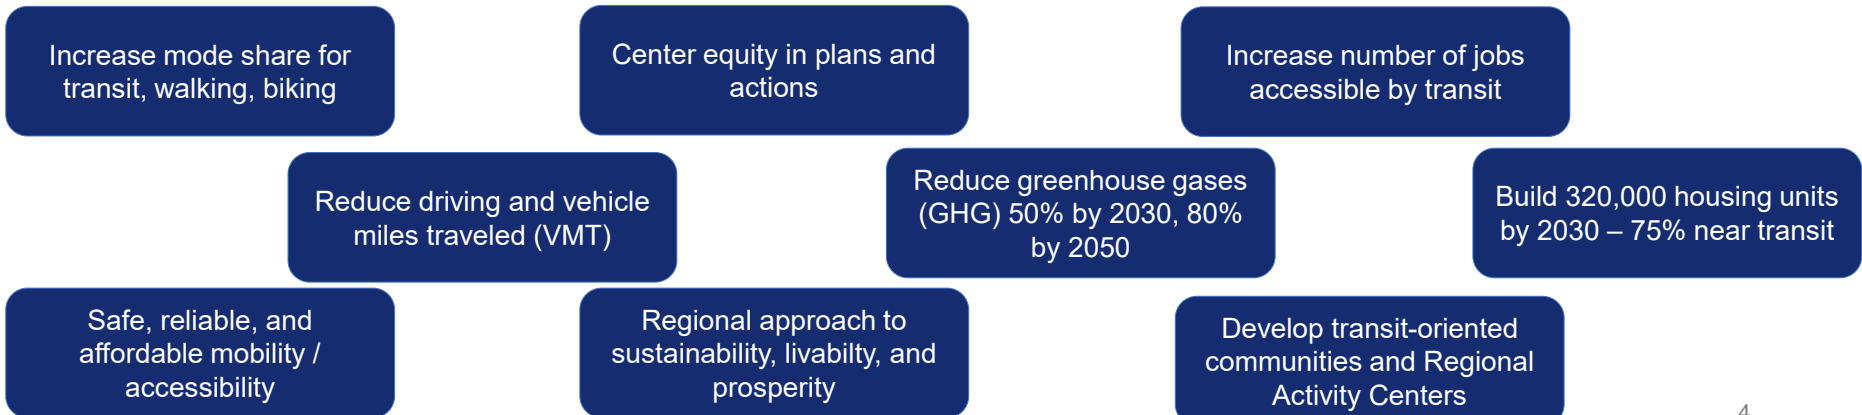 Increase mode share for
transit, walking, biking
Center equity in plans and
actions
Increase number of jobs
accessible by transit
Reduce driving and vehicle
miles traveled (VMT)
Reduce greenhouse gases
(GHG) 50% by 2030, 80%
by 2050
Build 320,000 housing units
by 2030 – 75% near transit
Safe, reliable, and
affordable mobility /
accessibility
Regional approach to
sustainability, livabilty, and
prosperity
Develop transit-oriented
communities and Regional
Activity Centers
4